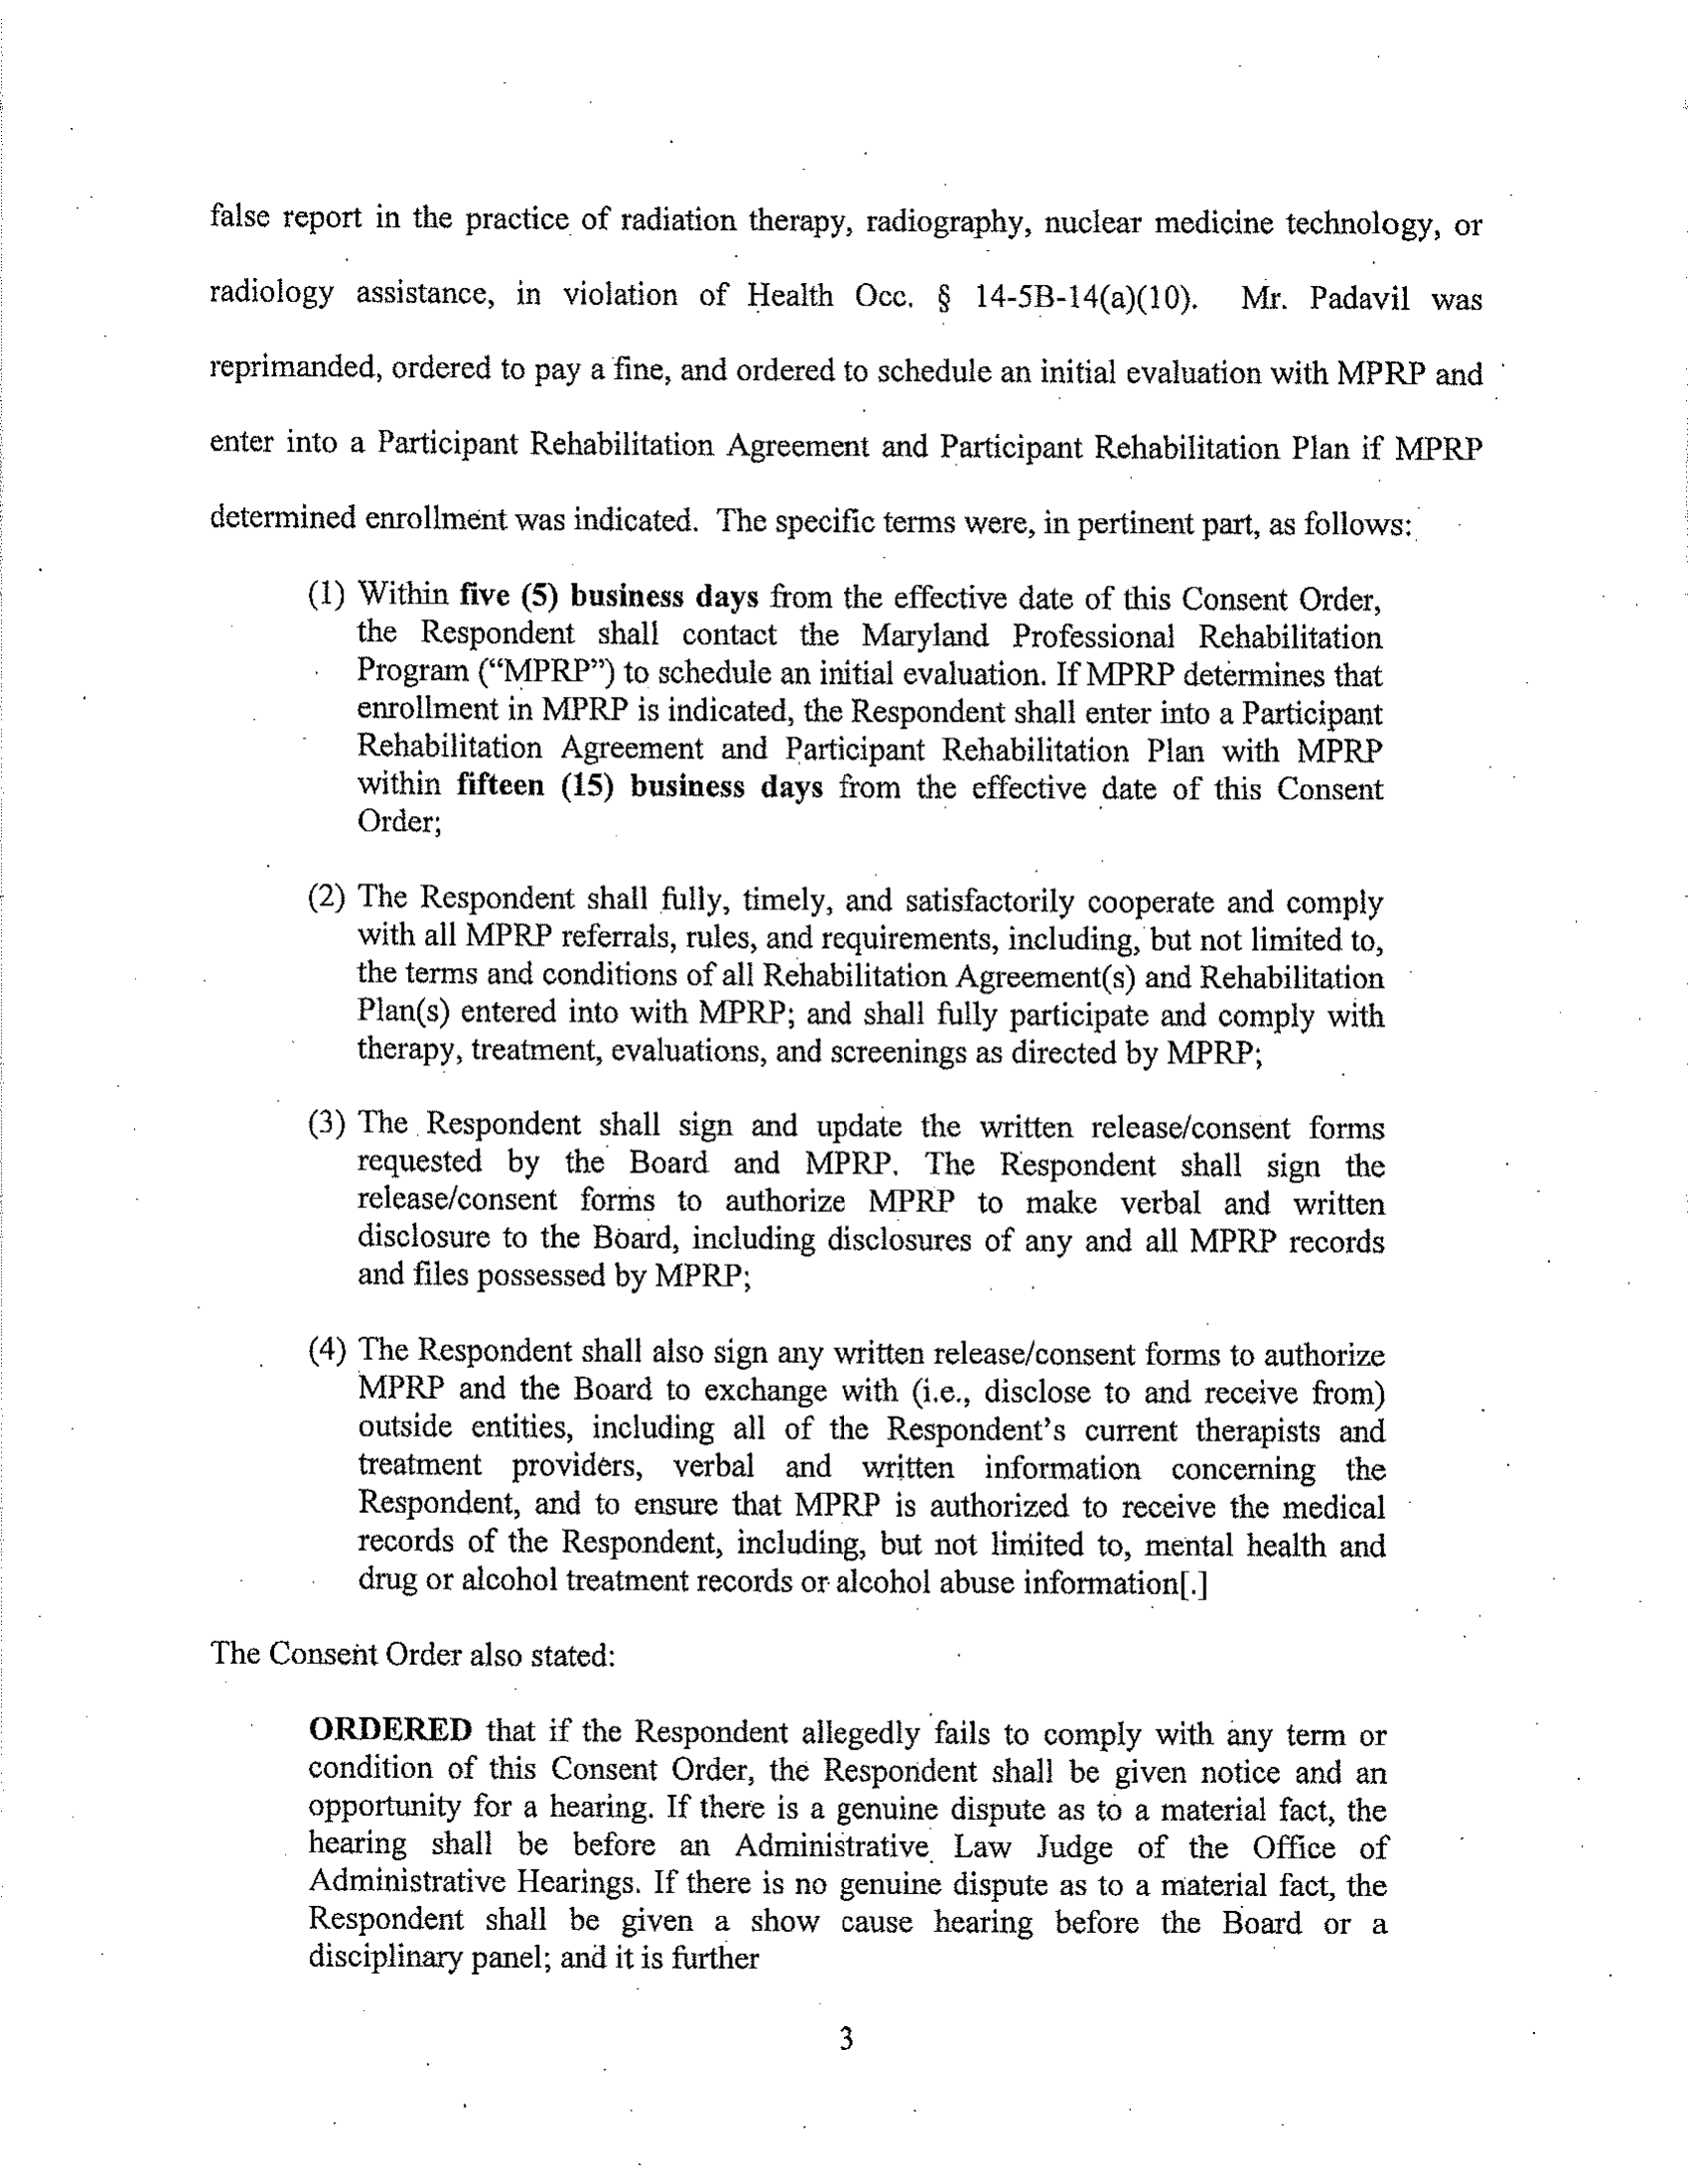 false report in the practice of radiation therapy, radiography, nuclear medicine technology, or
radiology assistance, in violation of Health Occ. § 14-5B-14(a)(10). Mr. Padavil was
reprimanded, ordered to pay a fine, and ordered to schedule an initial evaluation with MPRP and
enter into a Participant Rehabilitation Agreement and Participant Rehabilitation Plan if MPRP
determined enrollment was indicated. The specific terms were, in pertinent part, as follows:
(1) Within five (5) business days from the effective date of this Consent Order,
the Respondent shall contact the Maryland Professional Rehabilitation
Program (“MPRP”) to schedule an initial evaluation. If MPRP determines that
enrollment in MPRP is indicated, the Respondent shall enter into a Participant
Rehabilitation Agreement and Participant Rehabilitation Plan with MPRP
within fifteen (15) business days from the effective date of this Consent
Order;
(2) The Respondent shall fully, timely, and satisfactorily cooperate and comply
with all MPRP referrals, rules, and requirements, including, but not limited to,
the terms and conditions of all Rehabilitation Agreement(s) and Rehabilitation
Plan(s) entered into with MPRP; and shall fully participate and comply with
therapy, treatment, evaluations, and screenings as directed by MPRP;
(3) The Respondent shall sign and update the written release/consent forms
requested by the Board and MPRP. The Respondent shall sign the
release/consent forms to authorize MPRP to make verbal and written
disclosure to the Board, including disclosures of any and all MPRP records
and files possessed by MPRP;
(4) The Respondent shall also sign any written release/consent forms to authorize
MPRP and the Board to exchange with (i.e., disclose to and receive from)
outside entities, including all of the Respondent’s current therapists and
treatment providers, verbal and written information concerning the
Respondent, and to ensure that MPRP is authorized to receive the medical
records of the Respondent, including, but not limited to, mental health and
drug or alcohol treatment records or alcohol abuse information[.]
The Consent Order also stated:
ORDERED that if the Respondent allegedly fails to comply with any term or
condition of this Consent Order, the Respondent shall be given notice and an
opportunity for a hearing. If there is a genuine dispute as to a material fact, the
hearing shall be before an Administrative Law Judge of the Office of
Administrative Hearings. If there is no genuine dispute as to a material fact, the
Respondent shall be given a show cause hearing before the Board or a
disciplinary panel; and it is further
3